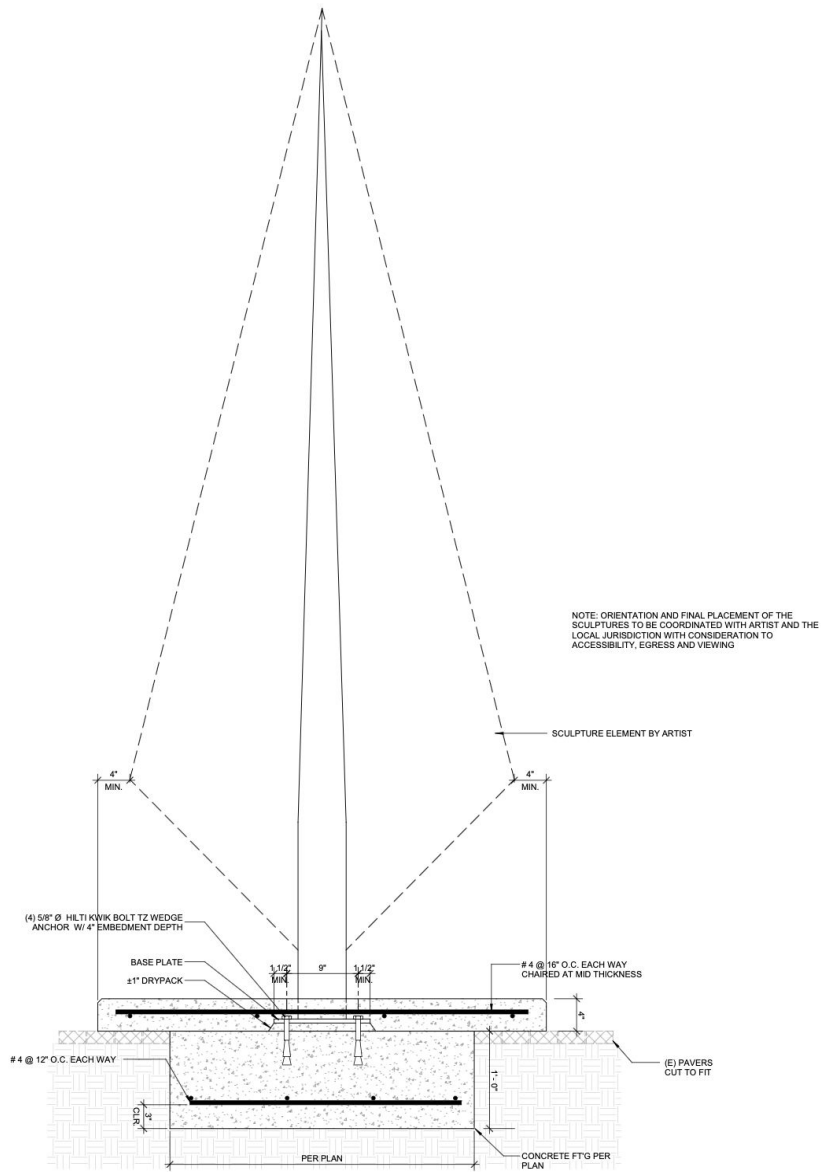 NOTE: ORIENTATION AND FINAL PLACEMENT OF THE
SCULPTURES TO BE COORDINATED WITH ARTIST AND THE
LOCAL JURISDICTION WITH CONSIDERATION TO
ACCESSIBILITY, EGRESS AND VIEWING
SCULPTURE ELEMENT BY ARTIST
4"
MIN.
4"
MIN.
(4) 5/8" Ø HILTI KWIK BOLT TZ WEDGE
ANCHOR W/ 4" EMBEDMENT DEPTH
BASE PLATE
±1" DRYPACK
1 1/2"
MIN.
9"
1 1/2"
MIN.
# 4 @ 16" O.C. EACH WAY
CHAIRED AT MID THICKNESS
4"
# 4 @ 12" O.C. EACH WAY
(E) PAVERS
CUT TO FIT
1' - 0"
3"
CLR.
PER PLAN
CONCRETE FT'G PER
PLAN